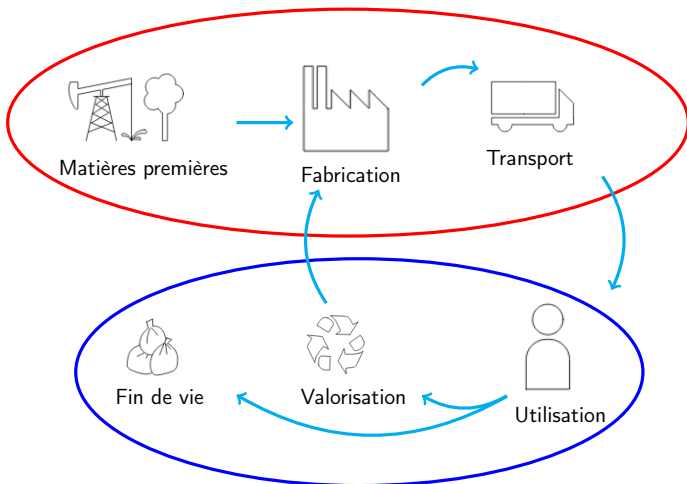 Matières premières
Fabrication
Transport
Fin de vie
Valorisation
Utilisation